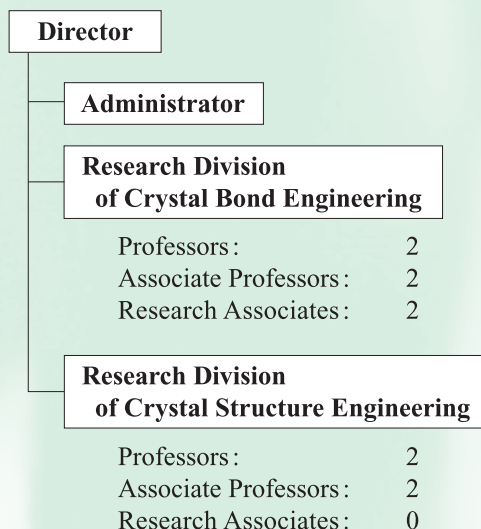 Director
Administrator
Research Division
of Crystal Bond Engineering
Professors: 2
Associate Professors: 2
Research Associates: 2
Research Division
of Crystal Structure Engineering
Professors: 2
Associate Professors: 2
Research Associates: 0